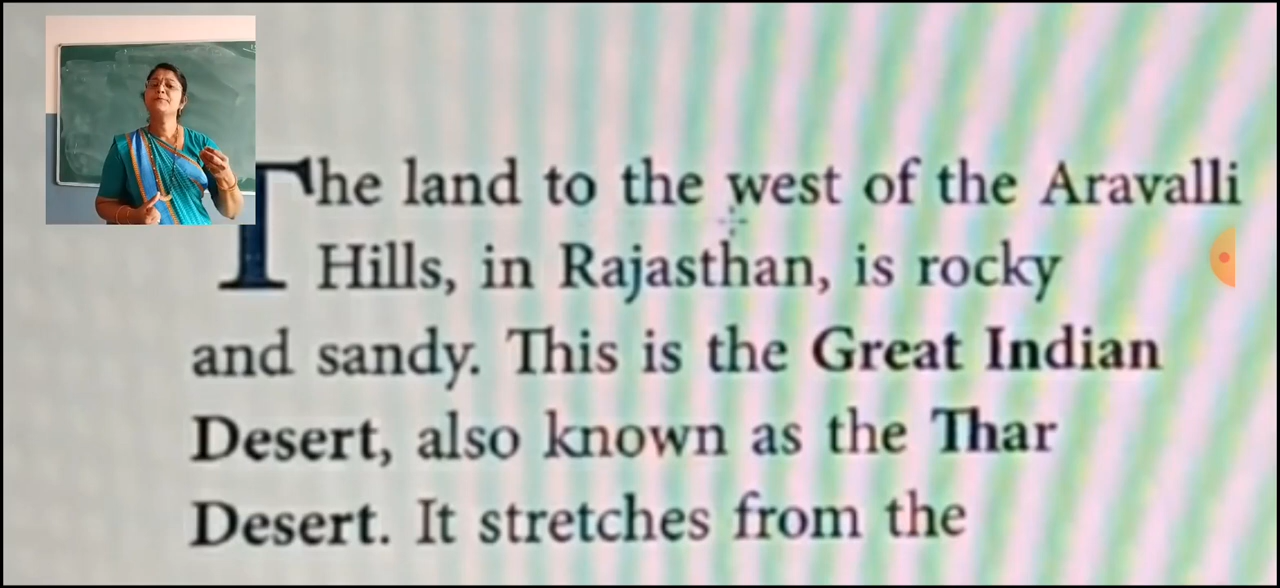 The land to the west of the Aravalli
Hills, in Rajasthan, is rocky
and sandy. This is the Great Indian
Desert, also known as the Thar
Desert. It stretches from the